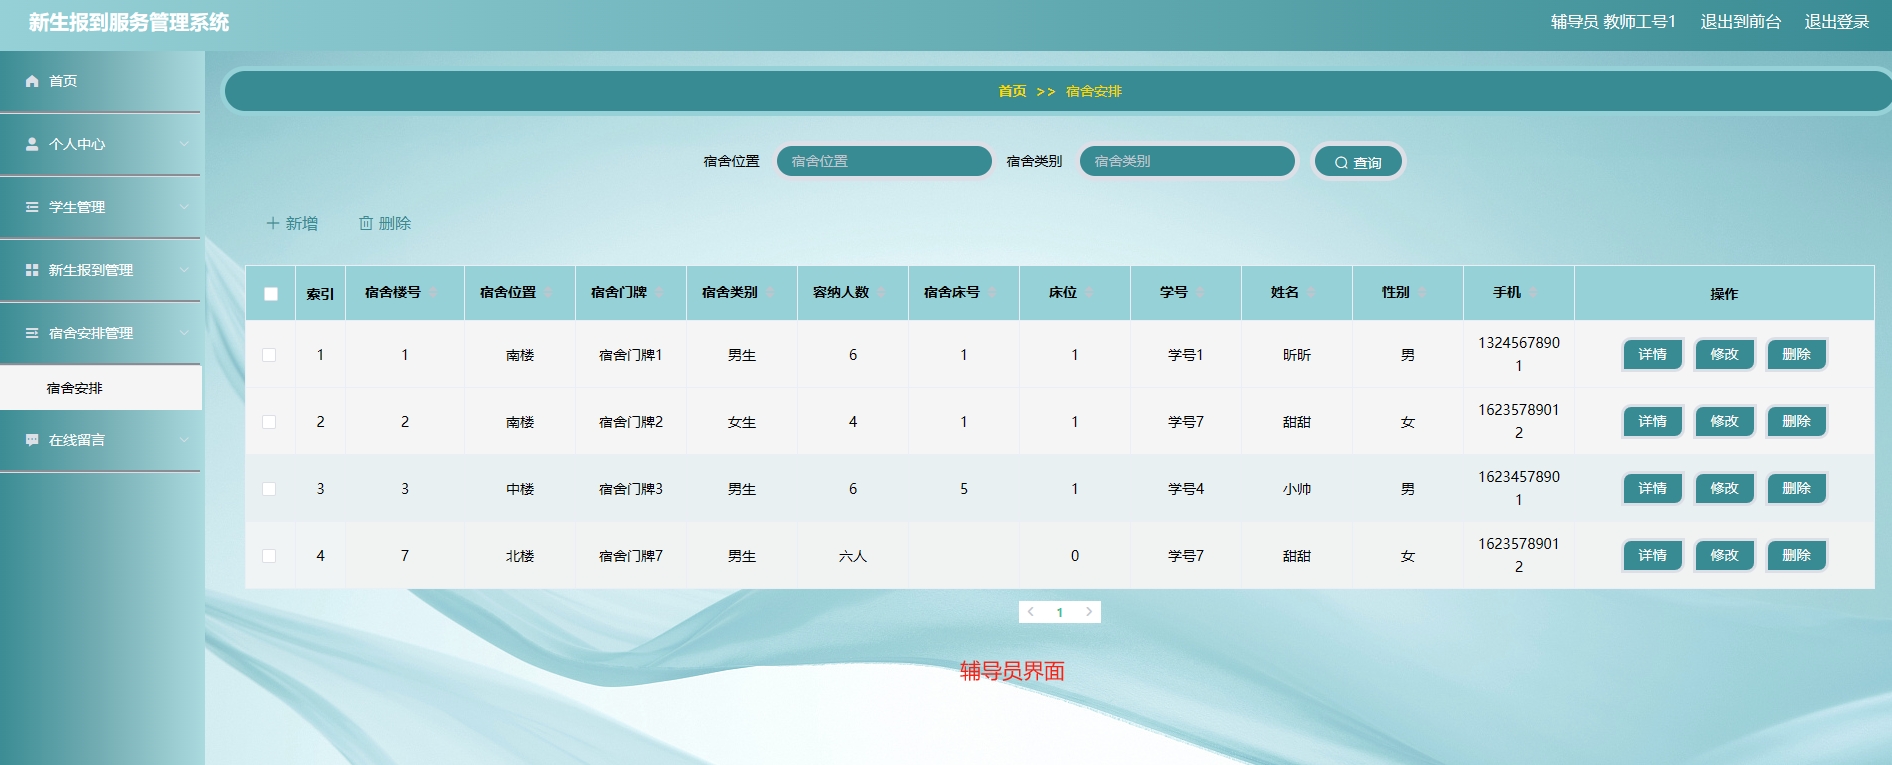 新生报到服务管理系统
辅导员 教师工号1 退出到前台 退出登录
首页
个人中心
学生管理
新生报到管理
宿舍安排管理
宿舍安排
在线留言
首页 >> 宿舍安排
宿舍位置 宿舍位置 宿舍类别 宿舍类别 查询
新增 删除
索引 宿舍楼号 宿舍位置 宿舍门牌 宿舍类别 容纳人数 宿舍床号 床位 学号 姓名 性别 手机 操作
1 1 南楼 宿舍门牌1 男生 6 1 1 学号1 昕昕 男 13245678901 详情 修改 删除
2 2 南楼 宿舍门牌2 女生 4 1 1 学号7 甜甜 女 16235789012 详情 修改 删除
3 3 中楼 宿舍门牌3 男生 6 5 1 学号4 小帅 男 16234578901 详情 修改 删除
4 7 北楼 宿舍门牌7 男生 六人 0 学号7 甜甜 女 16235789012 详情 修改 删除
1
辅导员界面